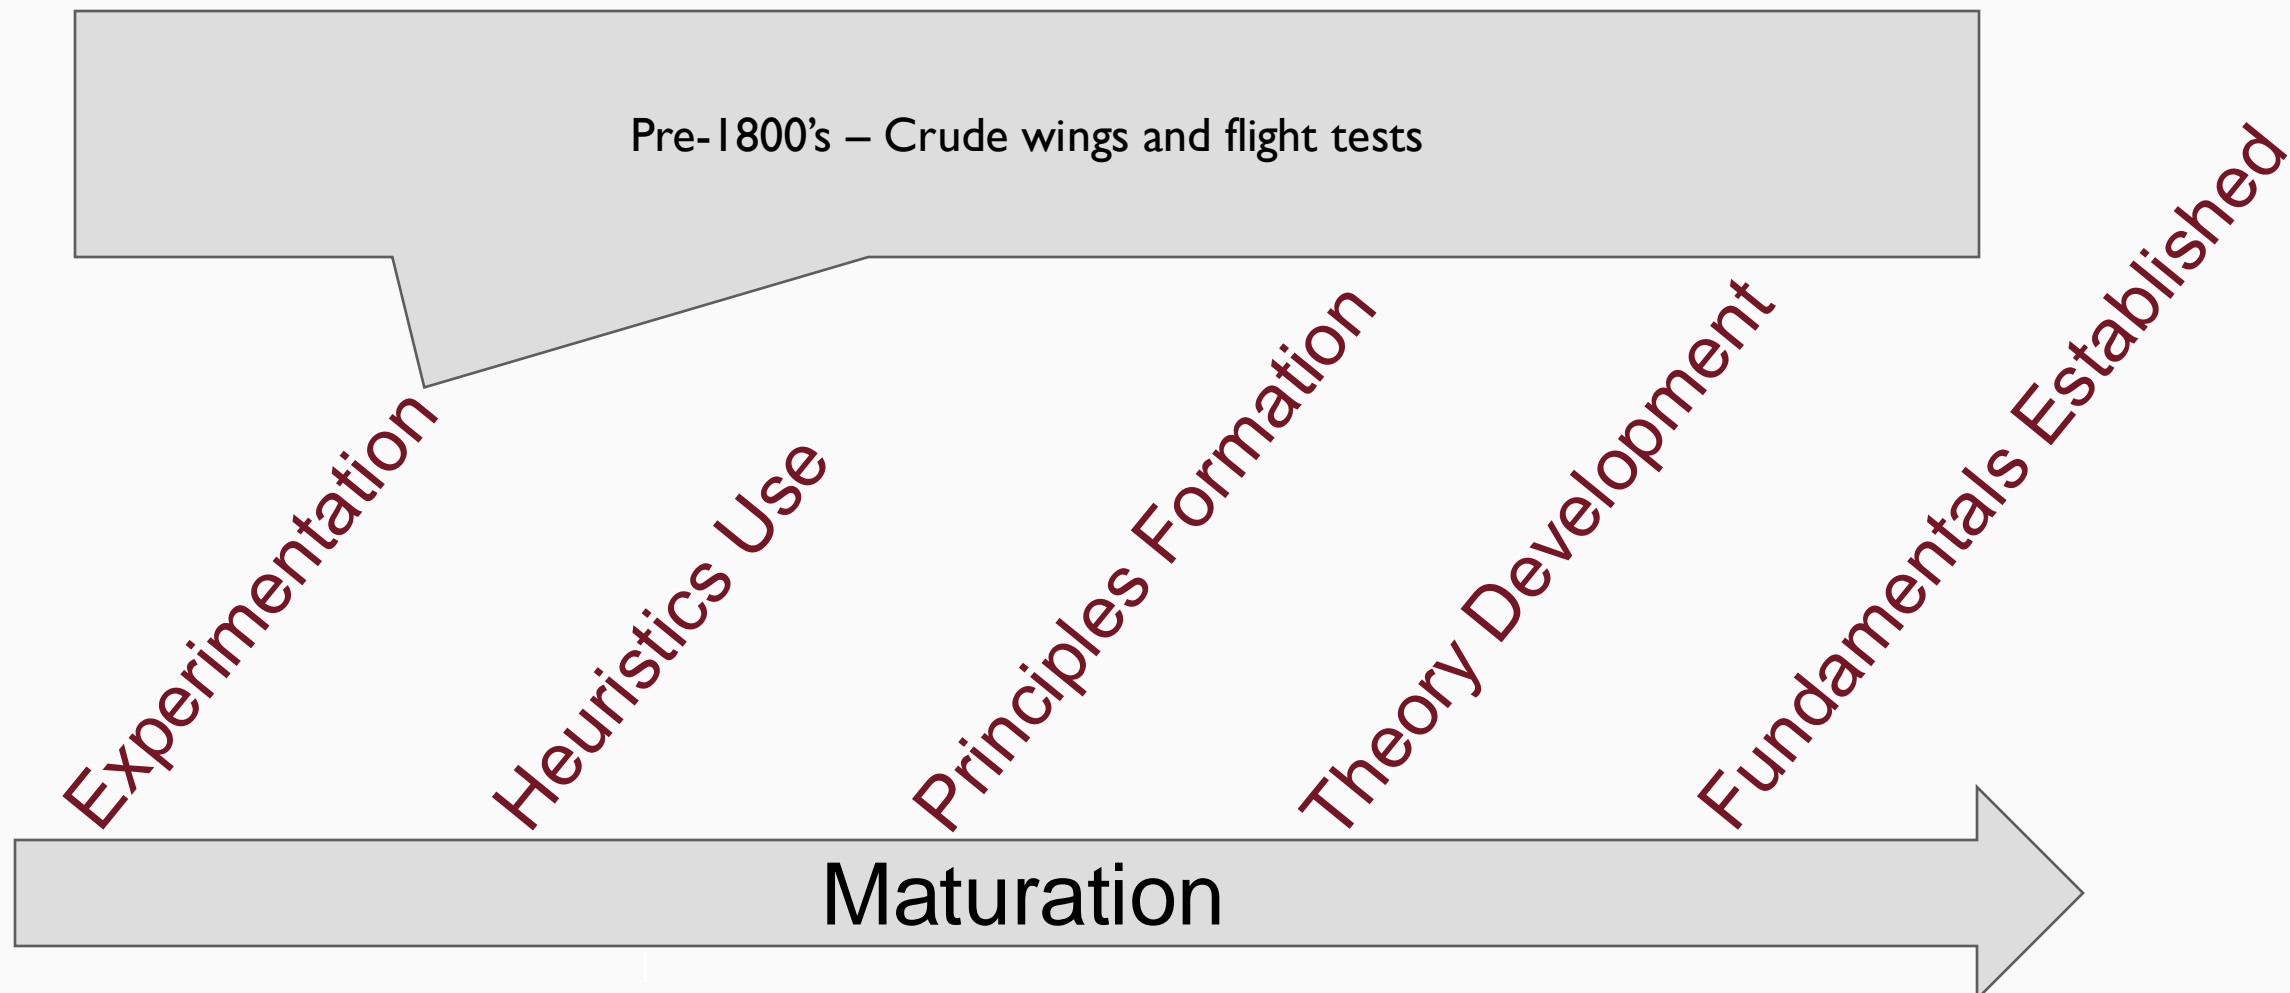 Pre-1800’s – Crude wings and flight tests
Experimentation
Heuristics Use
Principles Formation
Theory Development
Fundamentals Established
Maturation